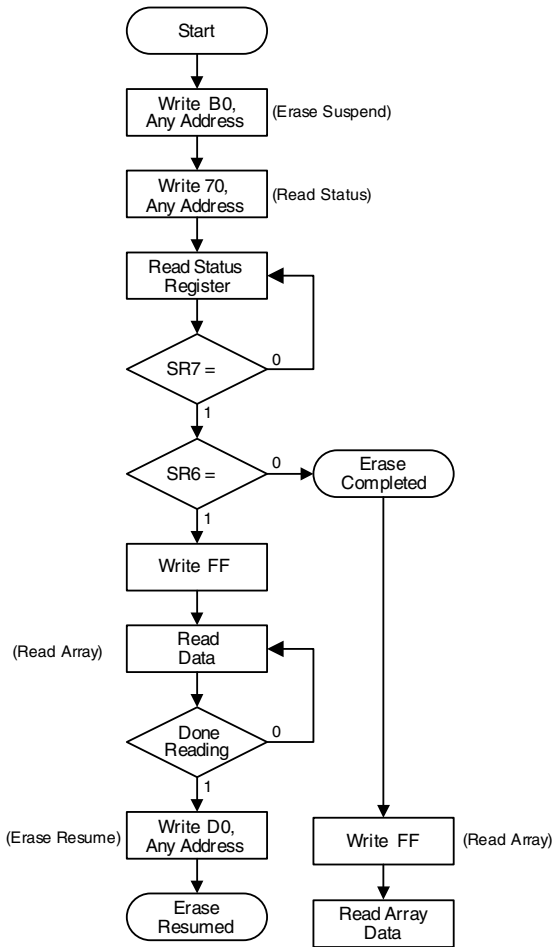 Start
Write B0,
Any Address
(Erase Suspend)
Write 70,
Any Address
(Read Status)
Read Status
Register
SR7 =
0
1
SR6 =
0
Erase
Completed
1
Write FF
(Read Array)
Read
Data
Done
Reading
0
1
(Erase Resume)
Write D0,
Any Address
Write FF
(Read Array)
Erase
Resumed
Read Array
Data